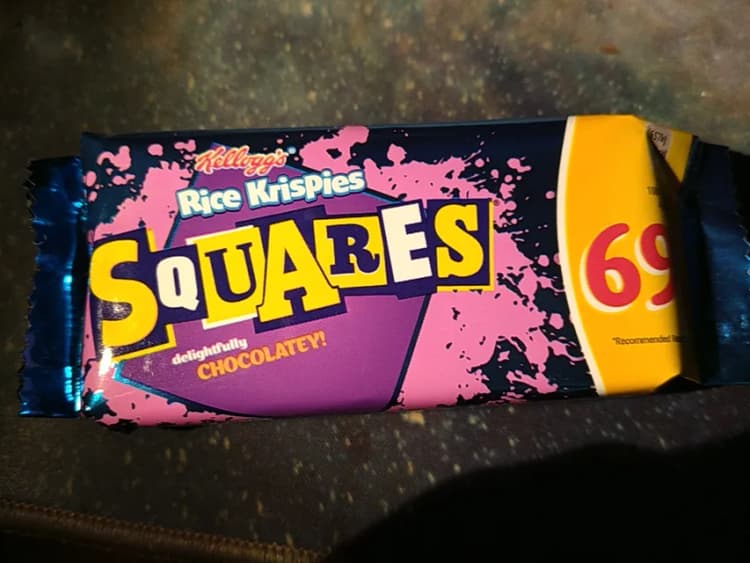 Kellogg's
Rice Krispies
SQUARES
delightfully
CHOCOLATEY!
69
"Recommended